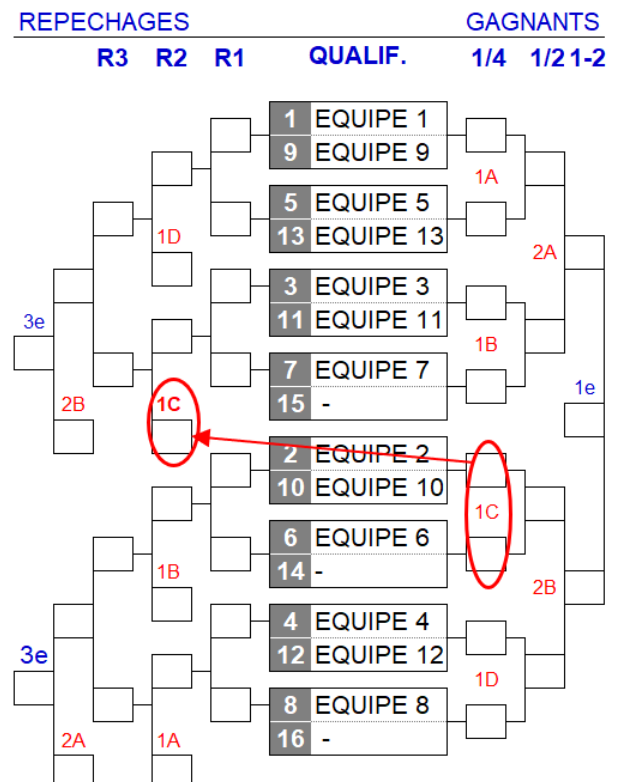 REPECHAGES GAGNANTS
R3 R2 R1 QUALIF. 1/4 1/2 1-2
1 EQUIPE 1
9 EQUIPE 9
1A
5 EQUIPE 5
13 EQUIPE 13
1D
2A
3 EQUIPE 3
11 EQUIPE 11
3e
1B
7 EQUIPE 7
1e
2B 1C 15 -
2 EQUIPE 2
10 EQUIPE 10
1C
6 EQUIPE 6
1B 14 -
2B
4 EQUIPE 4
3e 12 EQUIPE 12
1D
8 EQUIPE 8
2A 1A 16 -